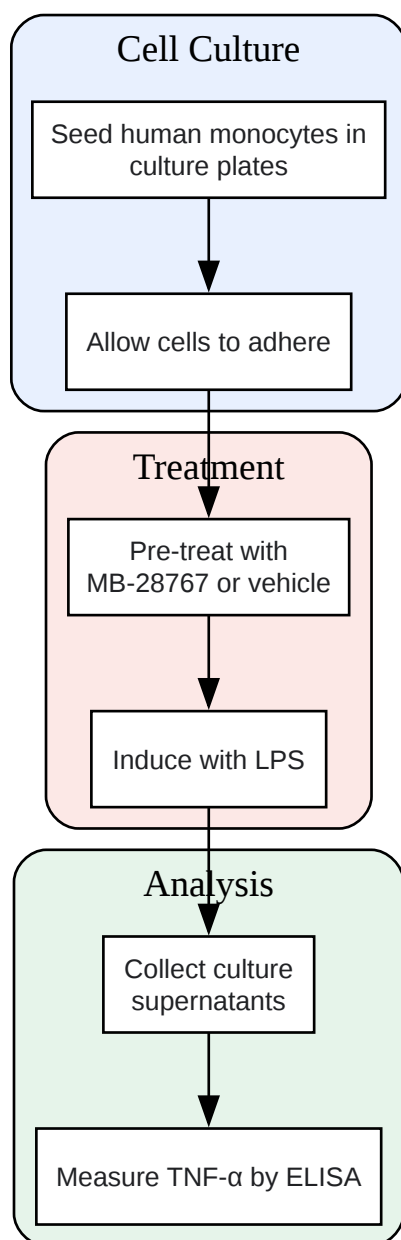 Cell Culture
Seed human monocytes in
culture plates
Allow cells to adhere
Treatment
Pre-treat with
MB-28767 or vehicle
Induce with LPS
Analysis
Collect culture
supernatants
Measure TNF-α by ELISA